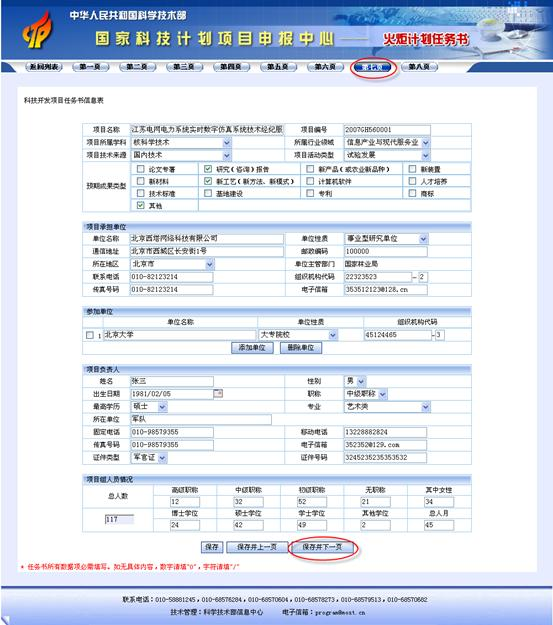 中华人民共和国科学技术部
国家科技计划项目申报中心——火炬计划任务书
返回列表 第一页 第二页 第三页 第四页 第五页 第六页 第八页
科技开发项目任务书信息表
项目名称 江苏电网电力系统实时数字仿真系统技术经纪服 项目编号 2007GH560001
项目所属学科 核科学技术 所属行业领域 信息产业与现代服务业
项目技术来源 国内技术 项目活动类型 试验发展
预期成果类型
论文专著 研究(咨询)报告 新产品(或农业新品种) 新装置
新材料 新工艺(新方法、新模式) 计算机软件 人才培养
技术标准 基地建设 专利 商标
其他
项目承担单位
单位名称 北京西塔网络科技有限公司 单位性质 事业型研究单位
通信地址 北京市西城区长安街1号 邮政编码 100000
所在地区 北京市 单位主管部门 国家林业局
联系电话 010-82123214 组织机构代码 22323523 - 2
传真号码 010-82123214 电子信箱 353512123@128.cn
参加单位
单位名称 单位性质 组织机构代码
1 北京大学 大专院校 45124465 - 3
添加单位 删除单位
项目负责人
姓名 张三 性别 男
出生日期 1981/02/05 职称 中级职称
最高学历 硕士 专业 艺术类
所在单位 军队
固定电话 010-98579355 移动电话 13228882824
传真号码 010-98579355 电子信箱 352352@129.com
证件类型 军官证 证件号码 3245235235353532
项目组人员情况
总人数 高级职称 中级职称 初级职称 无职称 其中女性
12 32 52 21 34
117 博士学位 硕士学位 学士学位 其他学位 总人月
24 42 49 2 45
保存 保存并上一页 保存并下一页
* 任务书所有数据项必需填写。如无具体内容，数字请填"0"，字符请填"/"
联系电话：010-58881245，010-68576284，010-68570604，010-68578273，010-68579513，010-68570682
技术管理：科学技术部信息中心 电子信箱：program@most.cn